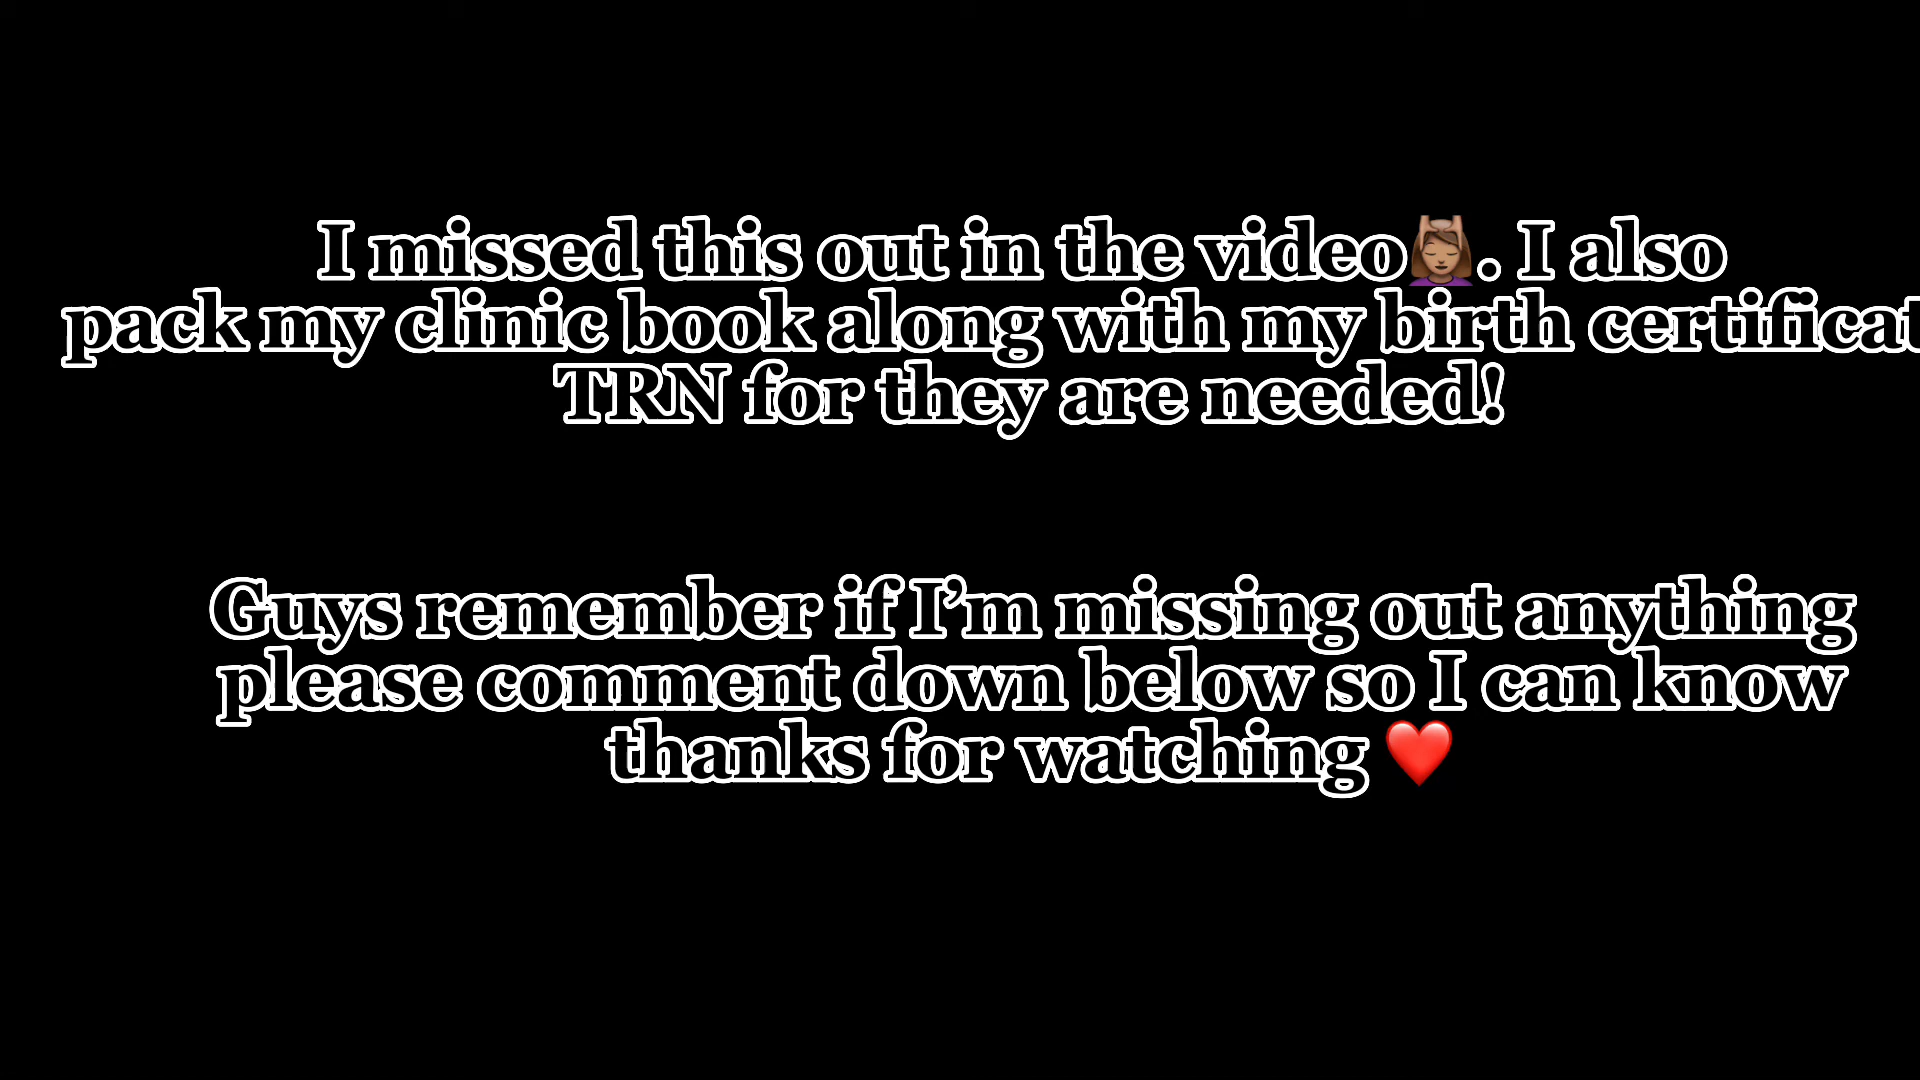 I missed this out in the video💆🏽‍♀️. I also
pack my clinic book along with my birth certificat
TRN for they are needed!
Guys remember if I’m missing out anything
please comment down below so I can know
thanks for watching ❤️